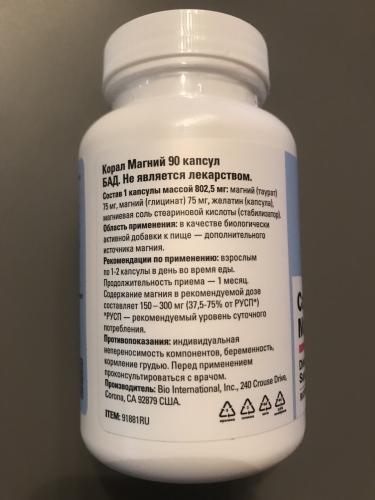 Корал Магний 90 капсул
БАД. Не является лекарством.
Состав 1 капсулы массой 802,5 мг: магний (таурат)
75 мг, магний (глицинат) 75 мг, желатин (капсула),
магниевая соль стеариновой кислоты (стабилизатор).
Область применения: в качестве биологически
активной добавки к пище — дополнительного
источника магния.
Рекомендации по применению: взрослым
по 1-2 капсулы в день во время еды.
Продолжительность приема — 1 месяц.
Содержание магния в рекомендуемой дозе
составляет 150–300 мг (37,5-75% от РУСП*)
*РУСП — рекомендуемый уровень суточного
потребления.
Противопоказания: индивидуальная
непереносимость компонентов, беременность,
кормление грудью. Перед применением
проконсультироваться с врачом.
Производитель: Bio International, Inc., 240 Crouse Drive,
Corona, CA 92879 США.
ITEM: 91881RU